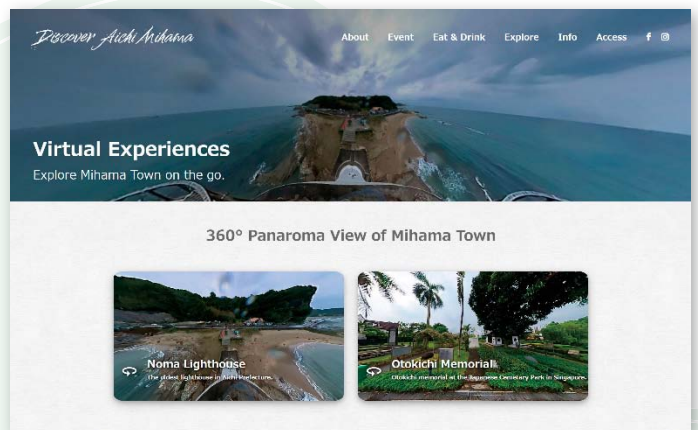 Discover Aichi Mihama
About Event Eat & Drink Explore Info Access f
Virtual Experiences
Explore Mihama Town on the go.
360° Panaroma View of Mihama Town
Noma Lighthouse
The oldest lighthouse in Aichi Prefecture.
Otokichi Memorial
Otokichi memorial at the Japanese Cemetary Park in Singapore.